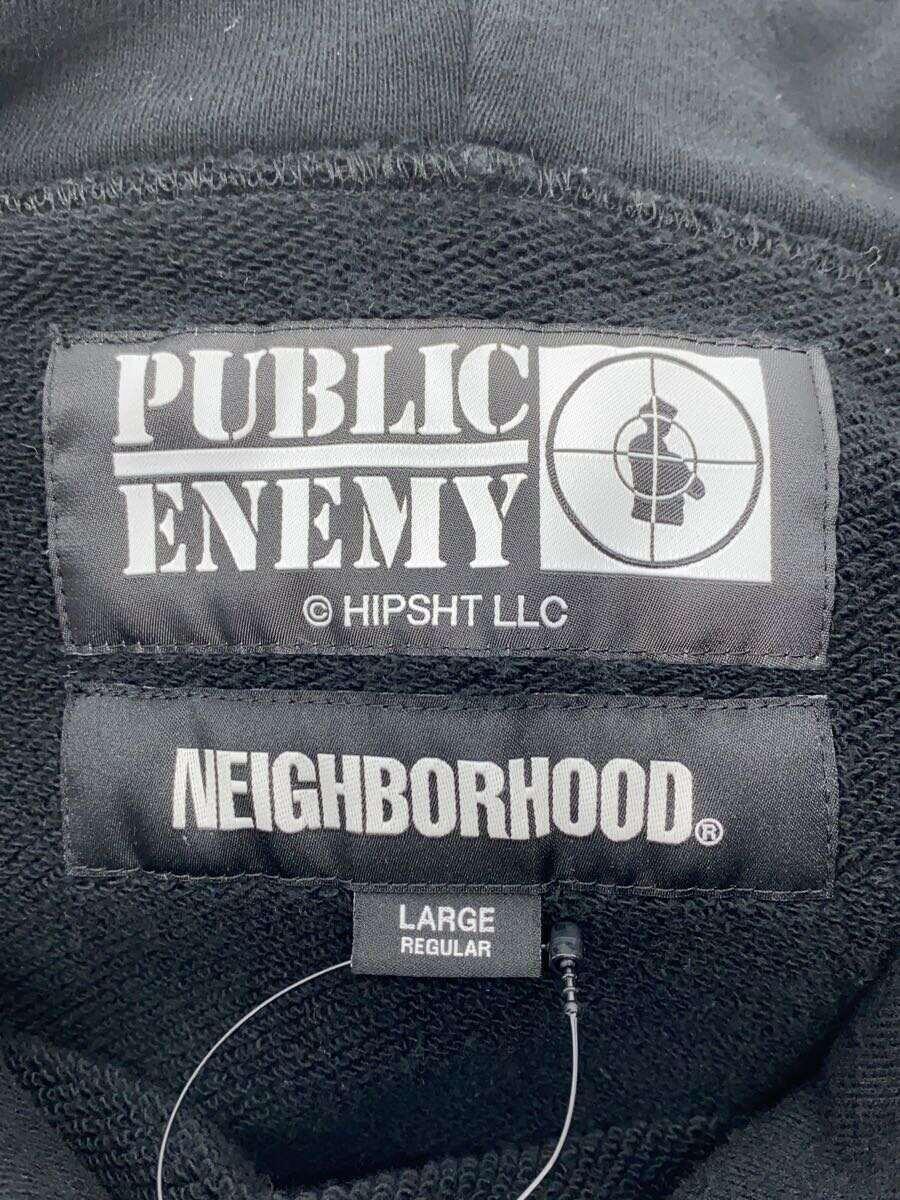 PUBLIC
ENEMY
© HIPSHT LLC
NEIGHBORHOOD®
LARGE
REGULAR